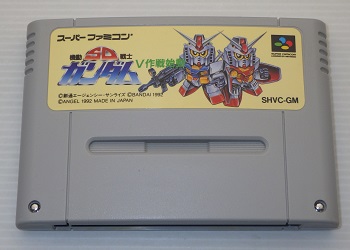 スーパーファミコン
機動SD戦士
ガンダム V作戦始動
©創通エージェンシー・サンライズ ©BANDAI 1992
©ANGEL 1992 MADE IN JAPAN
SHVC-GM